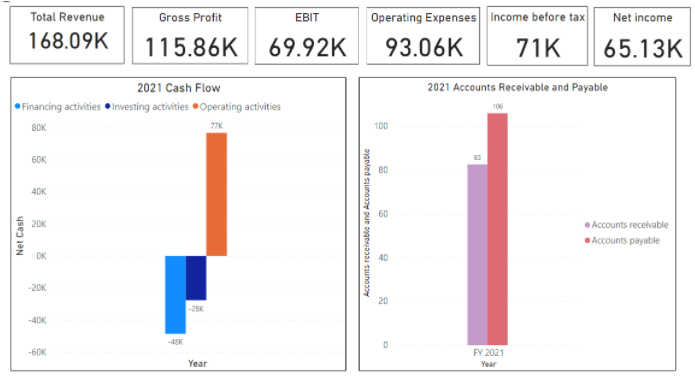 Total Revenue
168.09K
Gross Profit
115.86K
EBIT
69.92K
Operating Expenses
93.06K
Income before tax
71K
Net income
65.13K
2021 Cash Flow
Financing activities Investing activities Operating activities
80K
60K
40K
20K
0K
-20K
-40K
-60K
Net Cash
77K
-28K
-48K
Year
2021 Accounts Receivable and Payable
100
80
60
40
20
0
Accounts receivable and Accounts payable
83
106
FY 2021
Year
Accounts receivable
Accounts payable